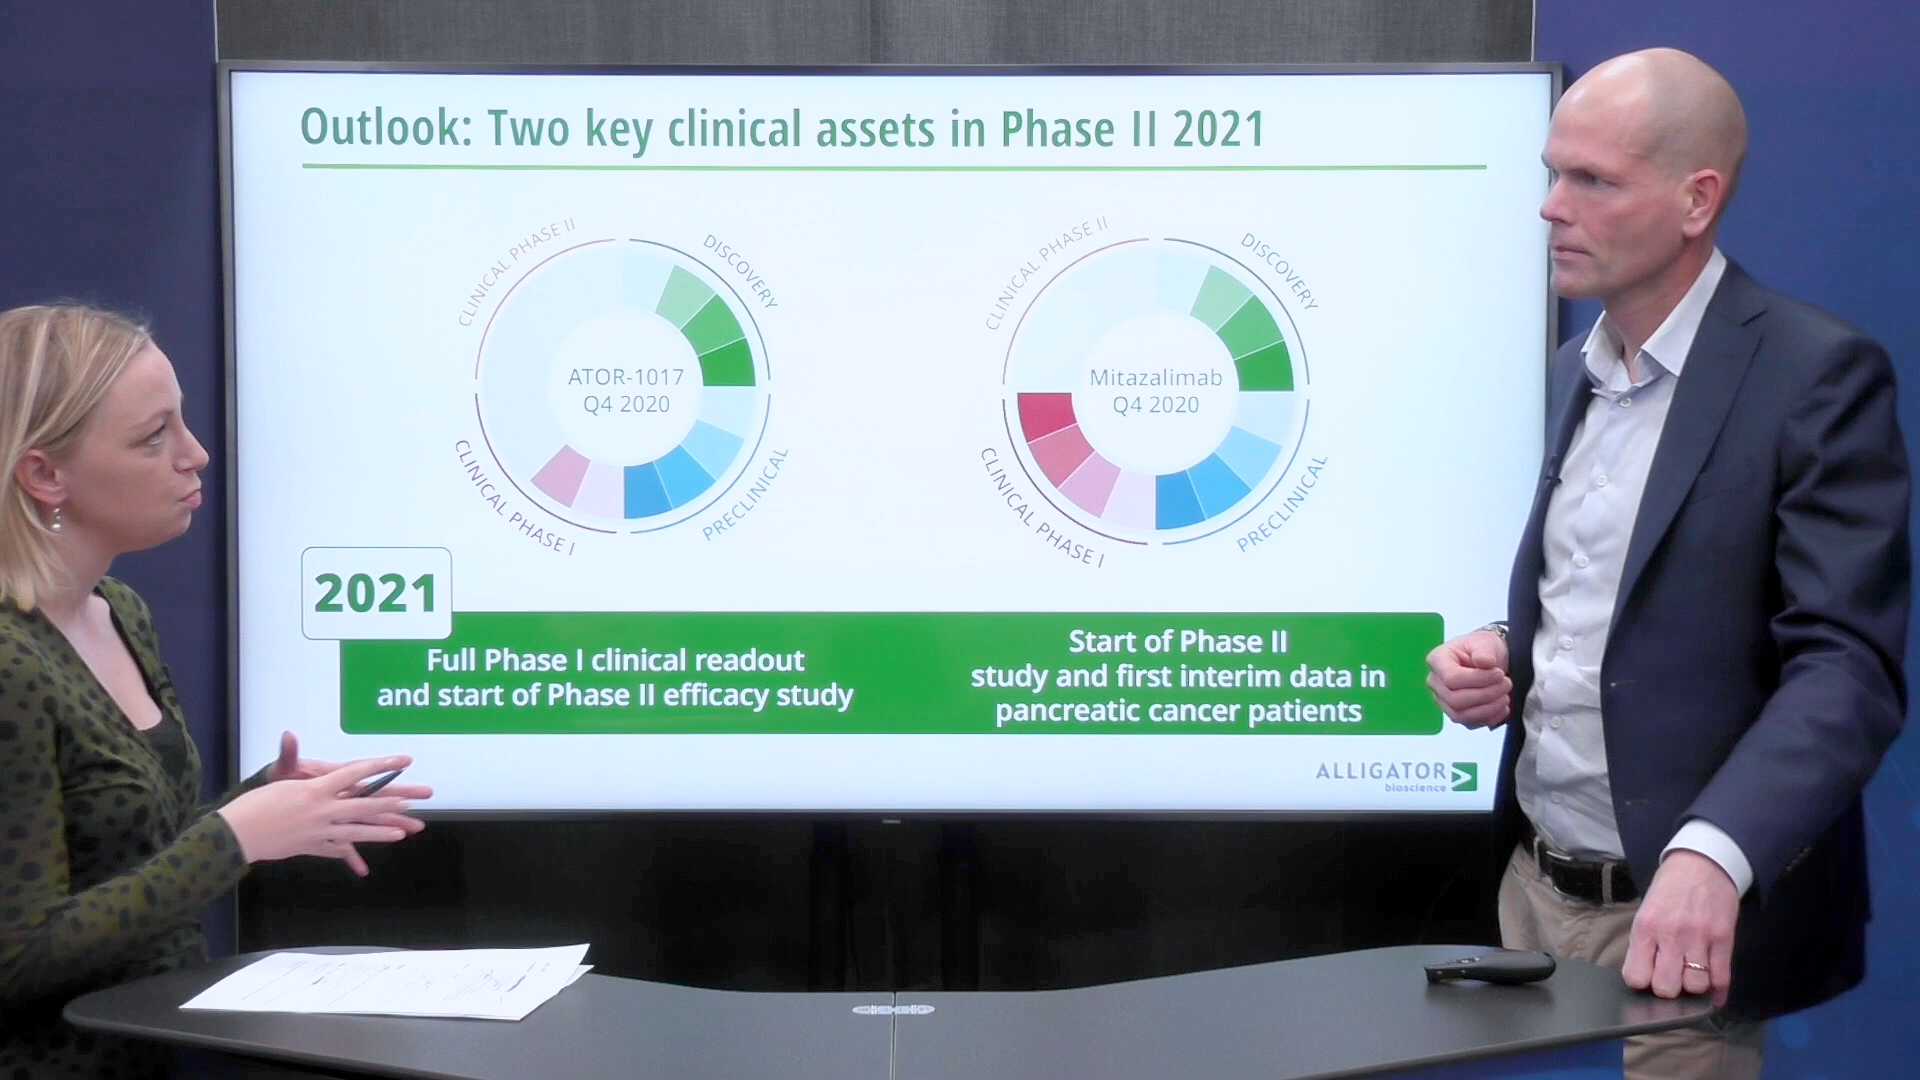 Outlook: Two key clinical assets in Phase II 2021
CLINICAL PHASE II
DISCOVERY
ATOR-1017
Q4 2020
CLINICAL PHASE I
PRECLINICAL
CLINICAL PHASE II
DISCOVERY
Mitazalimab
Q4 2020
CLINICAL PHASE I
PRECLINICAL
2021
Full Phase I clinical readout
and start of Phase II efficacy study
Start of Phase II
study and first interim data in
pancreatic cancer patients
ALLIGATOR
bioscience